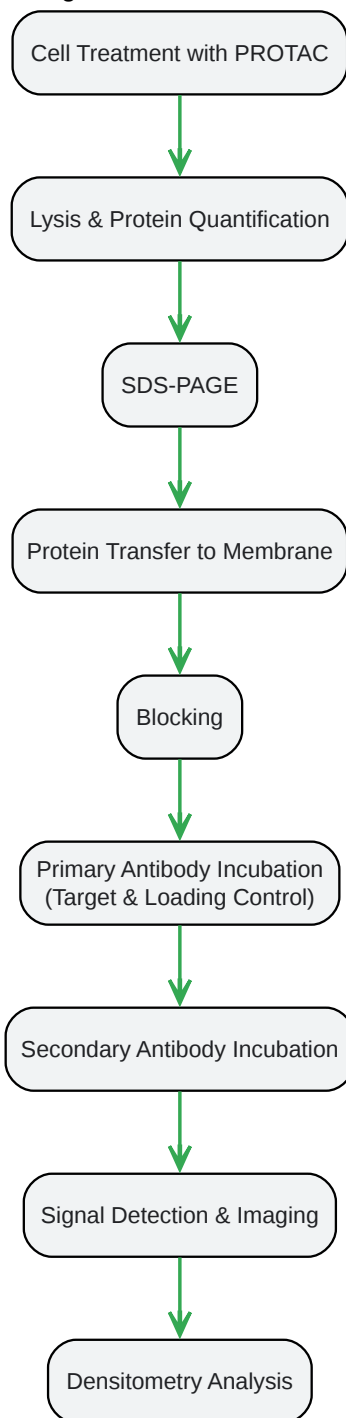 Cell Treatment with PROTAC
Lysis & Protein Quantification
SDS-PAGE
Protein Transfer to Membrane
Blocking
Primary Antibody Incubation
(Target & Loading Control)
Secondary Antibody Incubation
Signal Detection & Imaging
Densitometry Analysis